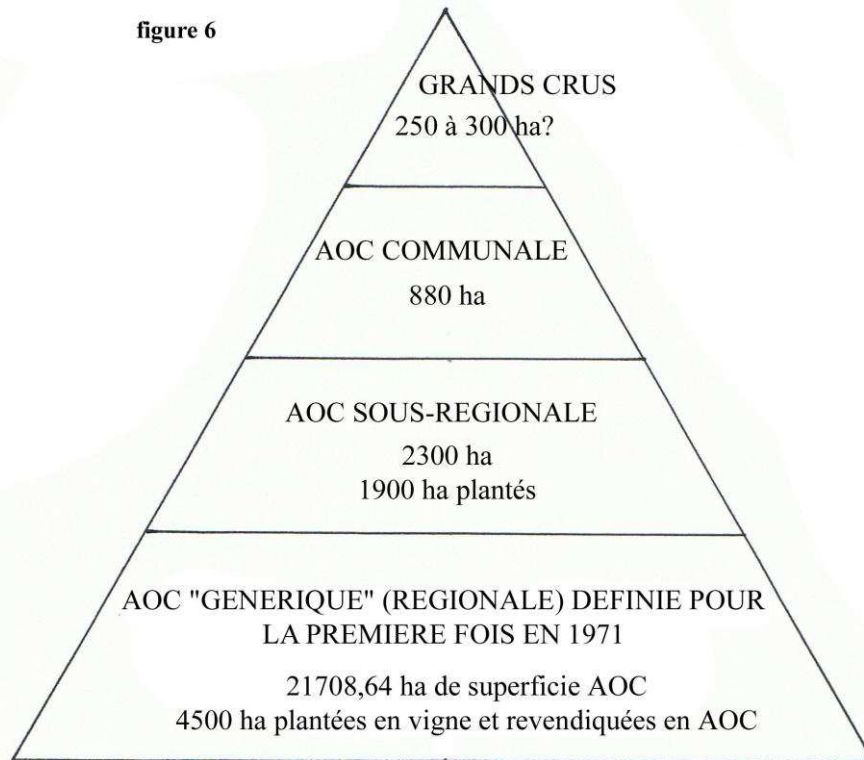 figure 6
GRANDS CRUS
250 à 300 ha?
AOC COMMUNALE
880 ha
AOC SOUS-REGIONALE
2300 ha
1900 ha plantés
AOC "GENERIQUE" (REGIONALE) DEFINIE POUR
LA PREMIERE FOIS EN 1971
21708,64 ha de superficie AOC
4500 ha plantées en vigne et revendiquées en AOC